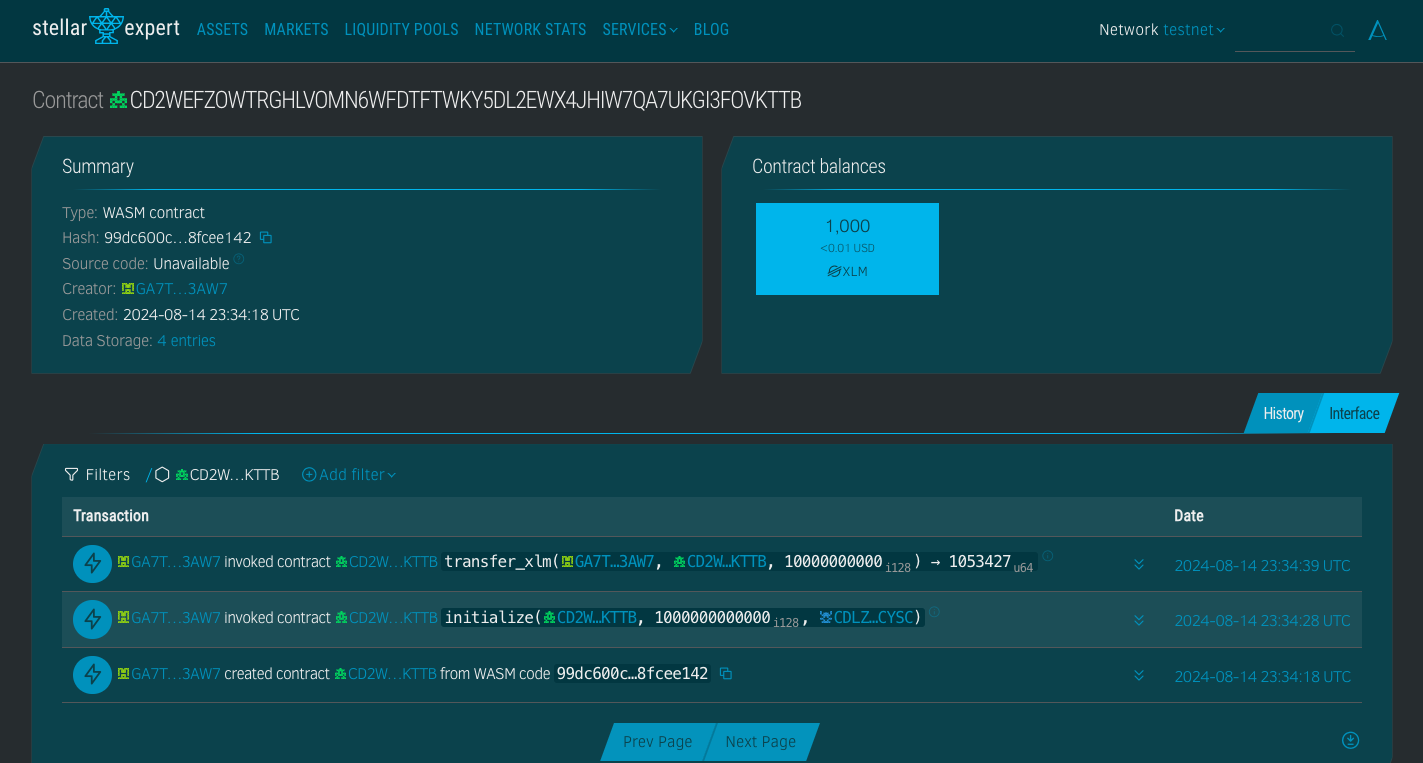 stellar expert ASSETS MARKETS LIQUIDITY POOLS NETWORK STATS SERVICES BLOG Network testnet
Contract CD2WEFZOWTRGHLVOMN6WFDTFTWKY5DL2EWX4JHIW7QA7UKGI3FOVKTTB
Summary
Type: WASM contract
Hash: 99dc600c…8fcee142
Source code: Unavailable
Creator: GA7T…3AW7
Created: 2024-08-14 23:34:18 UTC
Data Storage: 4 entries
Contract balances
1,000
<0.01 USD
XLM
History Interface
Filters / CD2W…KTTB Add filter
Transaction Date
GA7T…3AW7 invoked contract CD2W…KTTB transfer_xlm(GA7T…3AW7, CD2W…KTTB, 10000000000 i128) → 1053427 u64 2024-08-14 23:34:39 UTC
GA7T…3AW7 invoked contract CD2W…KTTB initialize(CD2W…KTTB, 1000000000000 i128, CDLZ…CYSC) 2024-08-14 23:34:28 UTC
GA7T…3AW7 created contract CD2W…KTTB from WASM code 99dc600c…8fcee142 2024-08-14 23:34:18 UTC
Prev Page Next Page